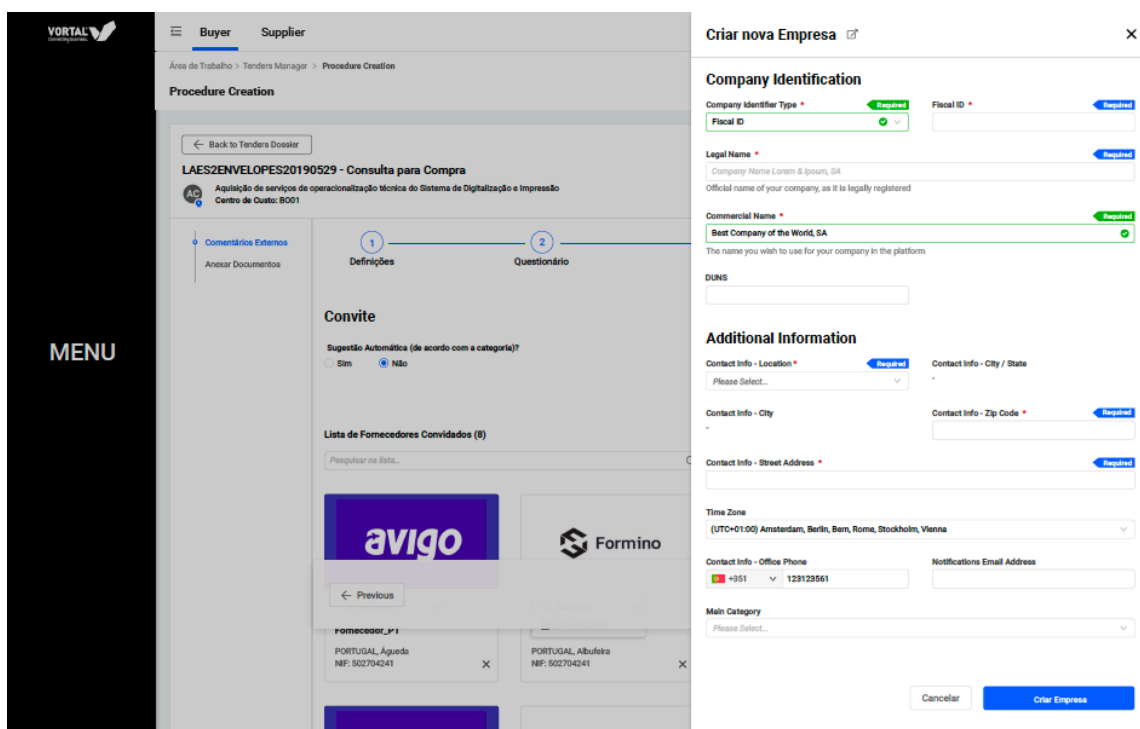 VORTAL
Connecting business.
MENU
Buyer Supplier
Área de Trabalho > Tenders Manager > Procedure Creation
Procedure Creation
← Back to Tenders Dossier
LAES2ENVELOPES20190529 - Consulta para Compra
AC
Aquisição de serviços de operacionalização técnica do Sistema de Digitalização e Impressão
Centro de Custo: BO01
Comentários Externos
Anexar Documentos
1
Definições
2
Questionário
Convite
Sugestão Automática (de acordo com a categoria)?
Sim Não
Lista de Fornecedores Convidados (8)
Pesquisar na lista...
avigo
Formino
← Previous
Fornecedor_PT
PORTUGAL, Águeda
NIF: 502704241
PORTUGAL, Albufeira
NIF: 502704241
Criar nova Empresa
Company Identification
Company Identifier Type * Required
Fiscal ID
Fiscal ID * Required
Legal Name * Required
Company Name Lorem & Ipsum, SA
Official name of your company, as it is legally registered
Commercial Name * Required
Best Company of the World, SA
The name you wish to use for your company in the platform
DUNS
Additional Information
Contact Info - Location * Required
Please Select...
Contact Info - City / State
-
Contact Info - City
-
Contact Info - Zip Code * Required
Contact Info - Street Address * Required
Time Zone
(UTC+01:00) Amsterdam, Berlin, Bern, Rome, Stockholm, Vienna
Contact Info - Office Phone
+351 123123561
Notifications Email Address
Main Category
Please Select...
Cancelar Criar Empresa